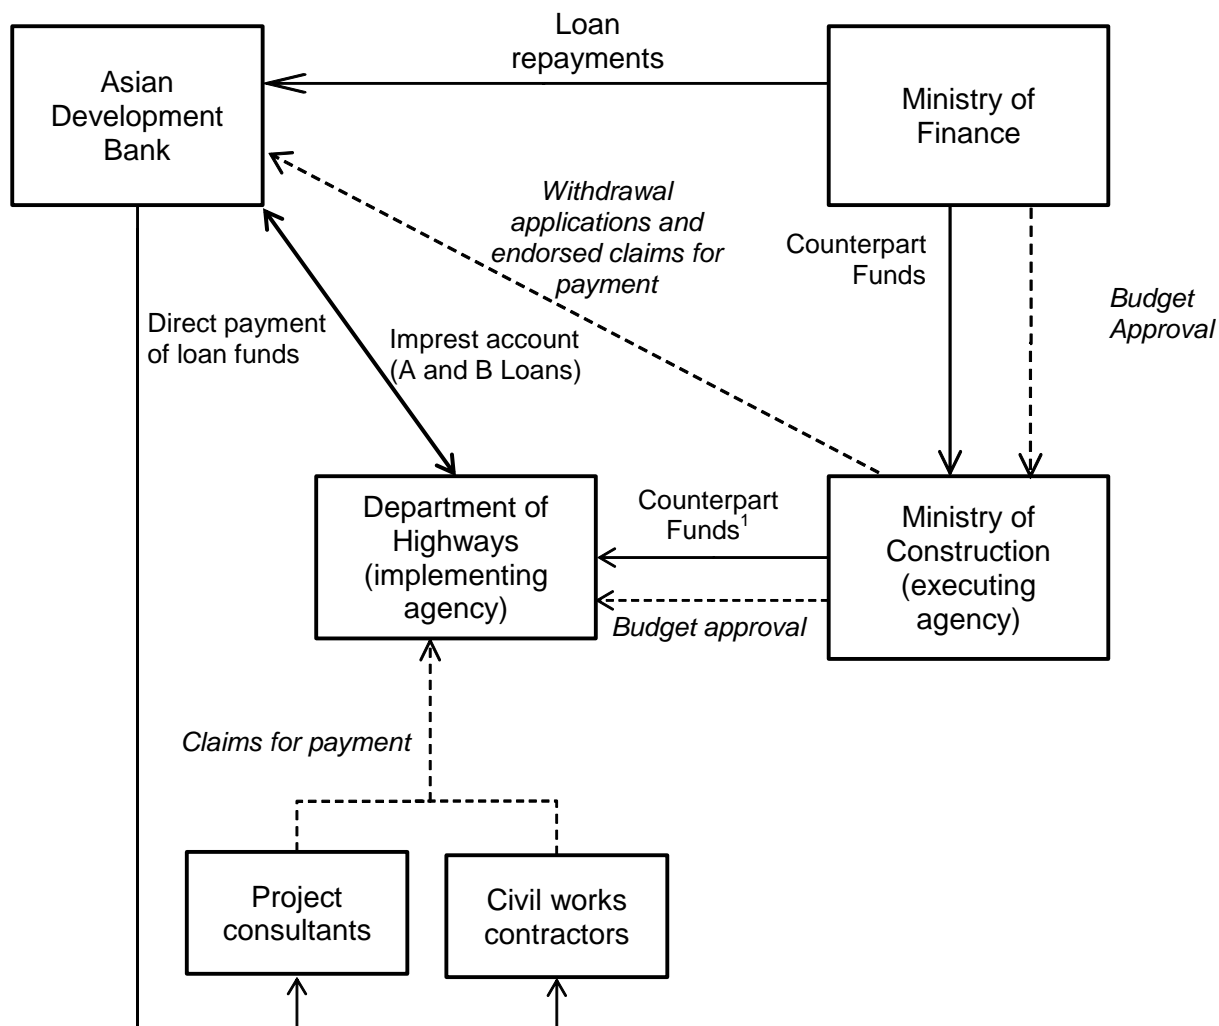 Loan
repayments
Asian
Development
Bank
Ministry of
Finance
Withdrawal
applications and
endorsed claims for
payment
Counterpart
Funds
Budget
Approval
Direct payment
of loan funds
Imprest account
(A and B Loans)
Department of
Highways
(implementing
agency)
Counterpart
Funds¹
Budget approval
Ministry of
Construction
(executing
agency)
Claims for payment
Project
consultants
Civil works
contractors